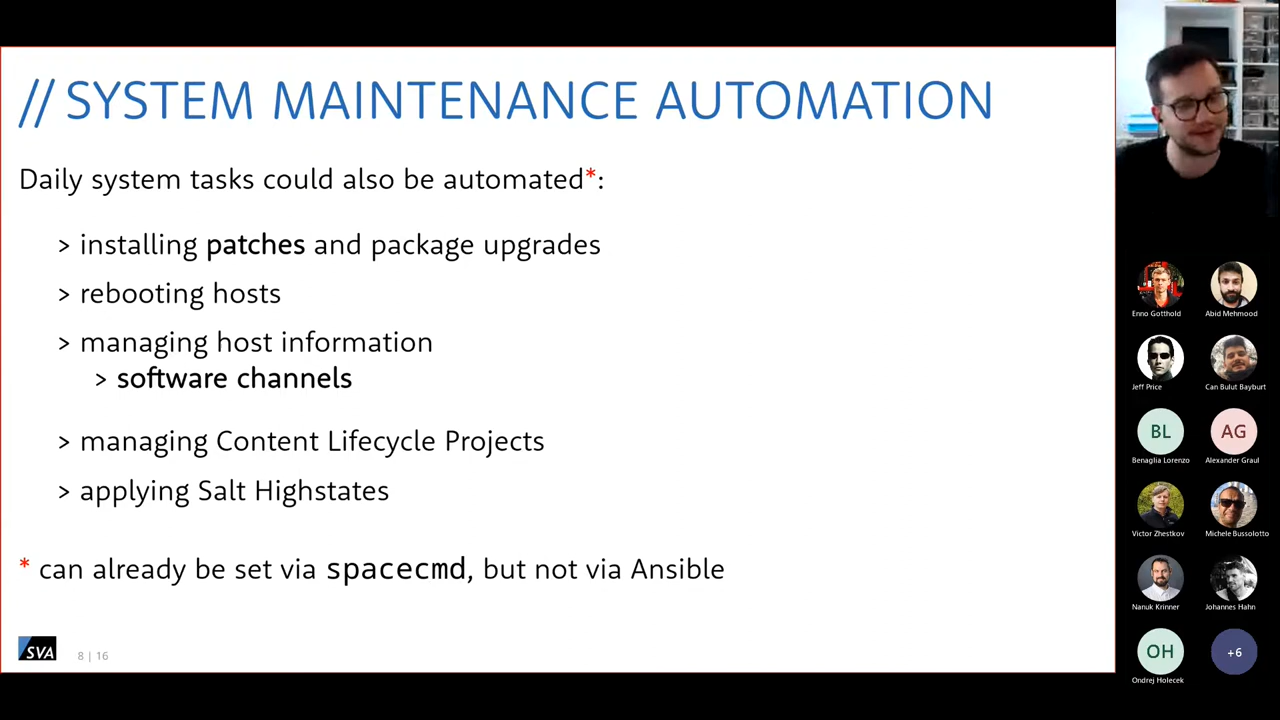 // SYSTEM MAINTENANCE AUTOMATION
Daily system tasks could also be automated*:
> installing patches and package upgrades
> rebooting hosts
> managing host information
> software channels
> managing Content Lifecycle Projects
> applying Salt Highstates
* can already be set via spacecmd, but not via Ansible
SVA
8 | 16
Enno Gotthold
Abid Mehmood
Jeff Price
Can Bulut Bayburt
BL
AG
Benaglia Lorenzo
Alexander Graul
Victor Zhestkov
Michele Bussolotto
Nanuk Krinner
Johannes Hahn
OH
+6
Ondrej Holecek